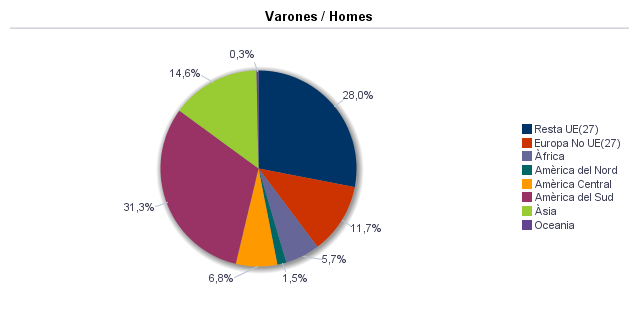 Varones / Homes
0,3%
14,6%
28,0%
31,3%
11,7%
5,7%
1,5%
6,8%
Resta UE(27)
Europa No UE(27)
Àfrica
Amèrica del Nord
Amèrica Central
Amèrica del Sud
Àsia
Oceania